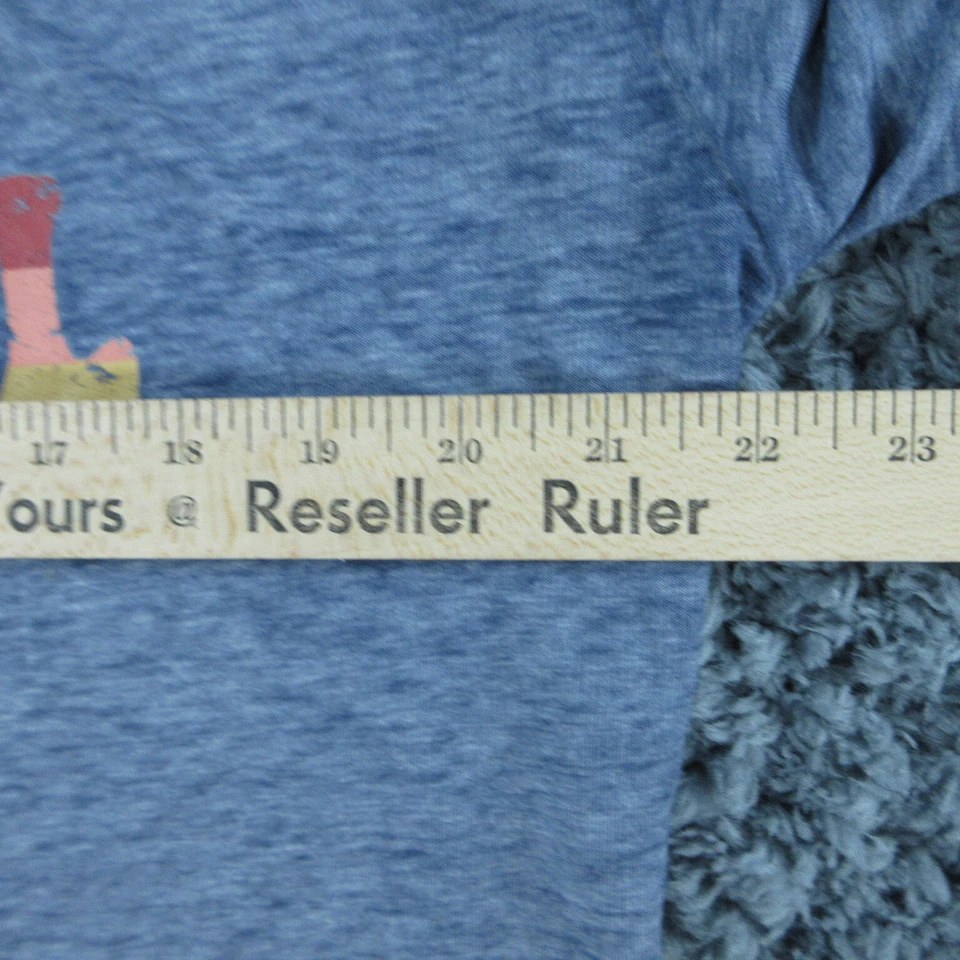 L
17 18 19 20 21 22 23
Yours @ Reseller Ruler